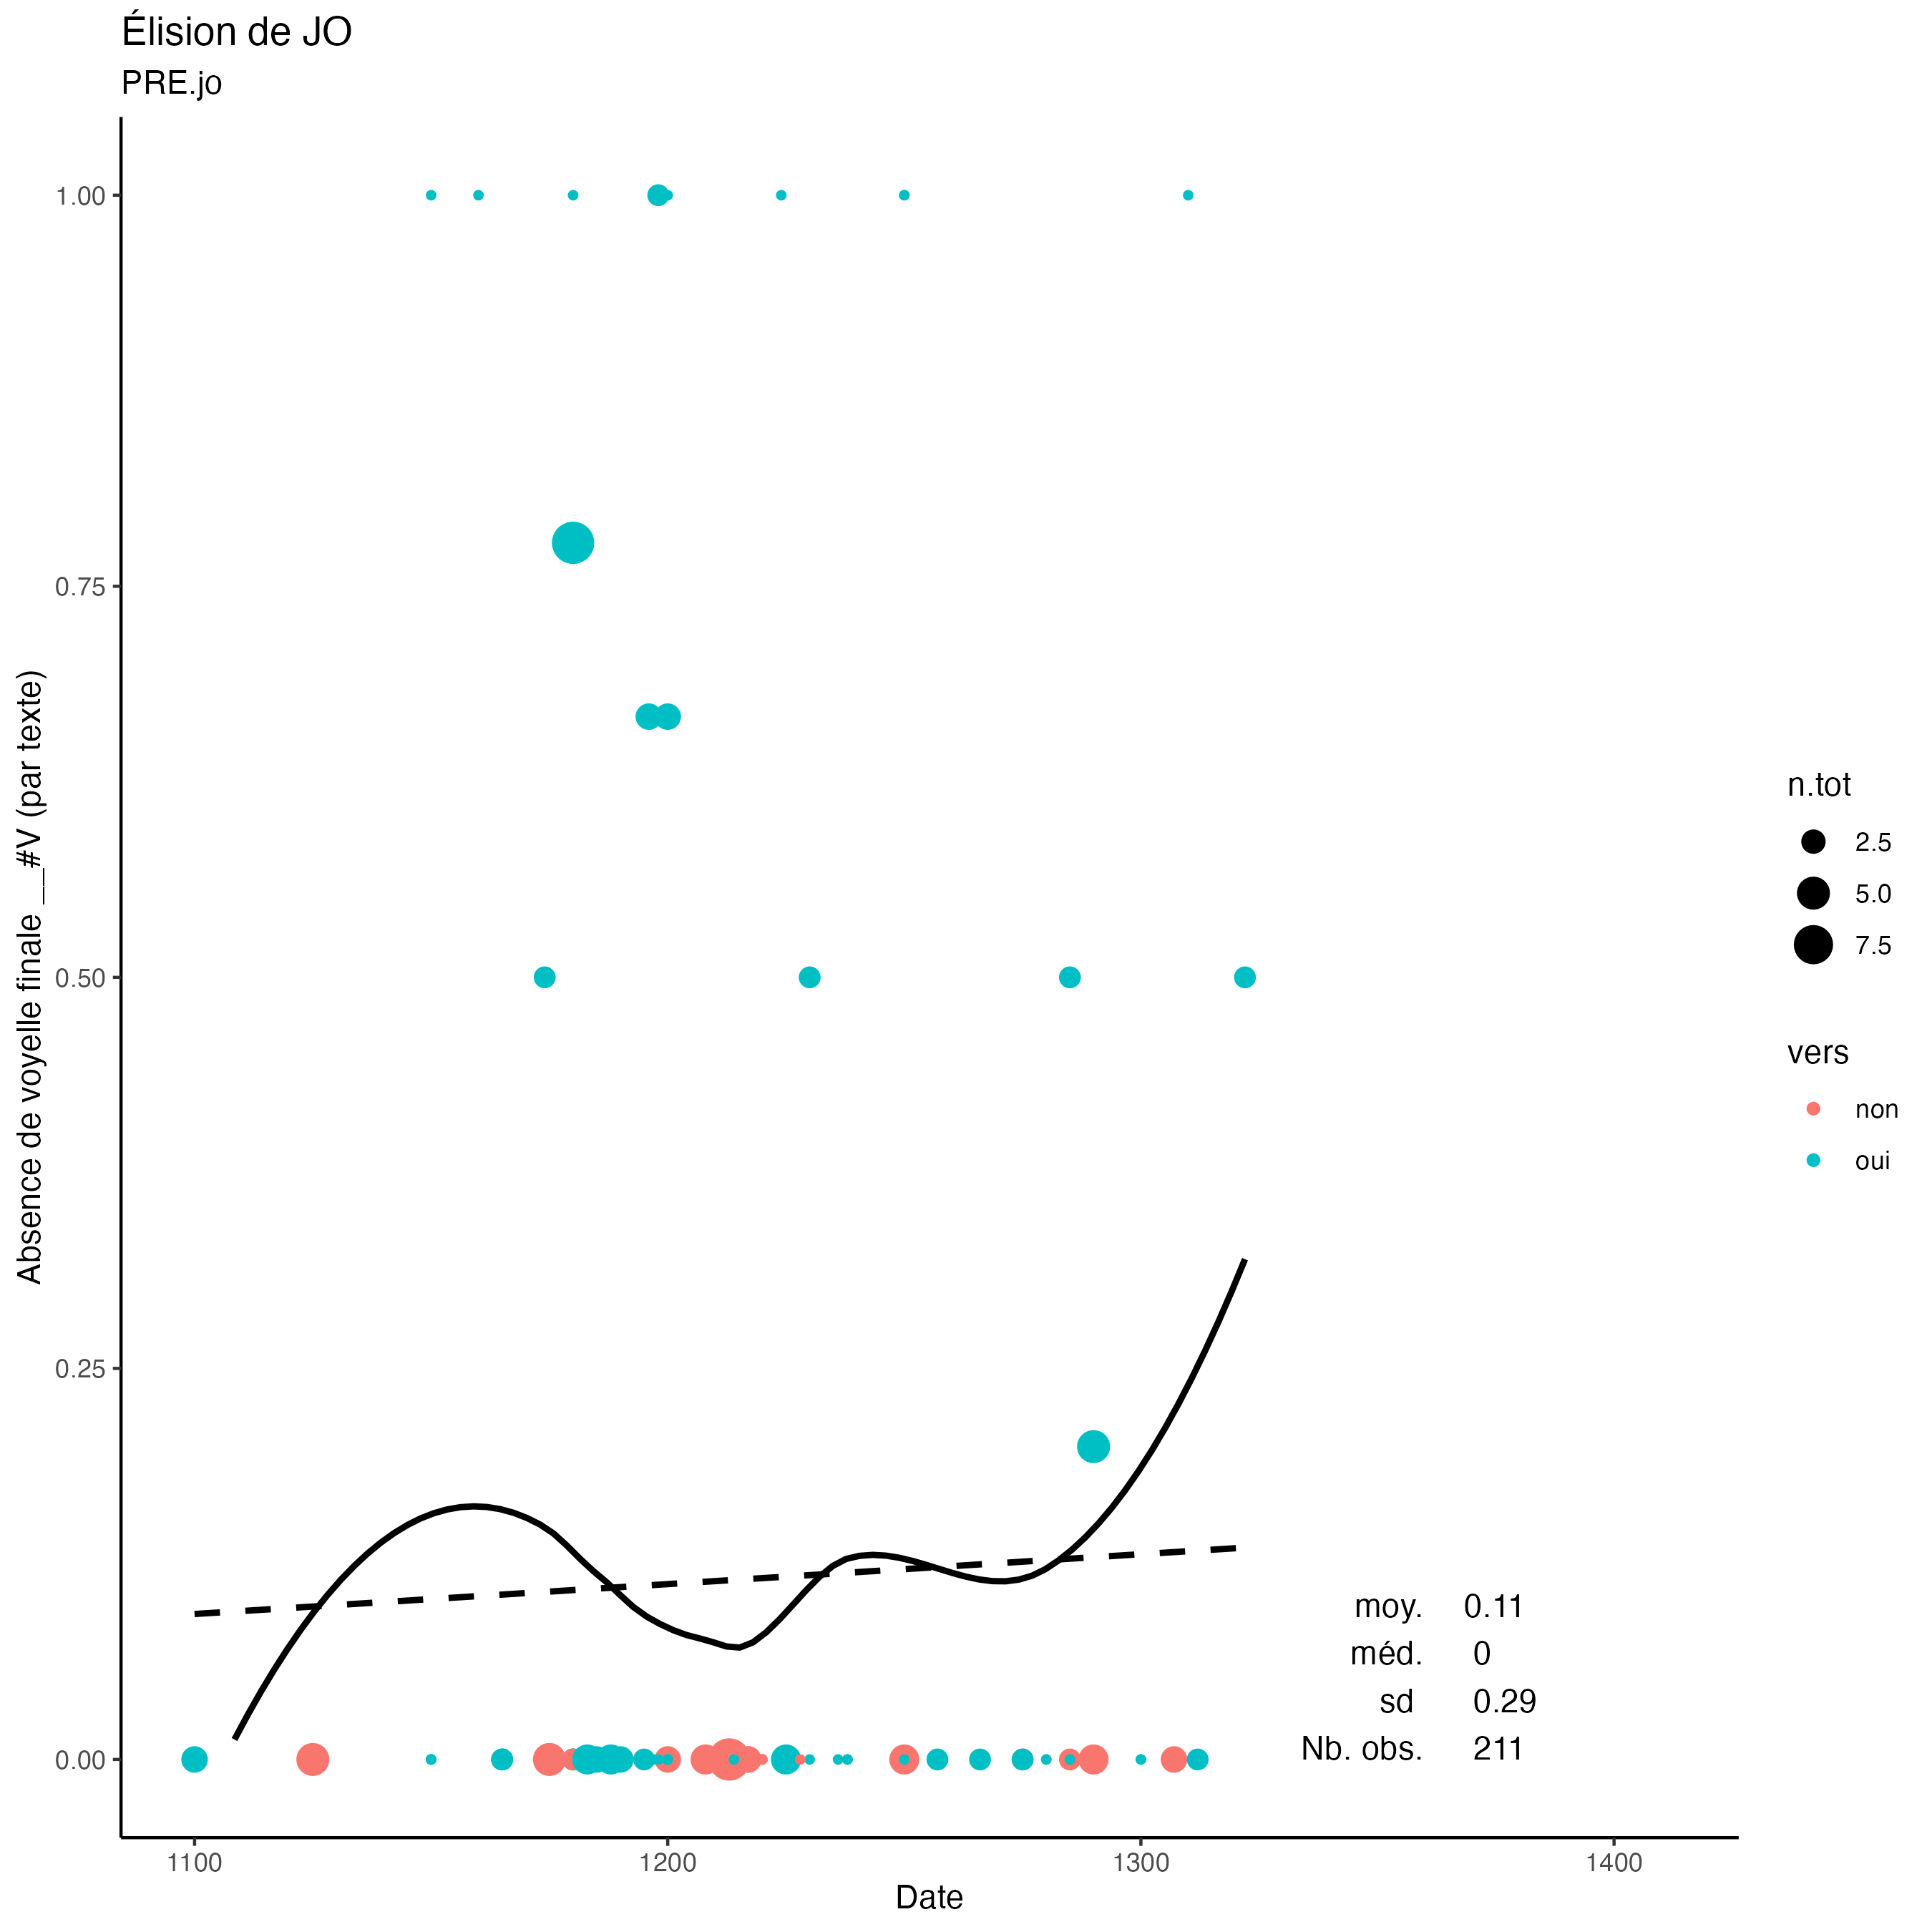 Élision de JO
PRE.jo
Absence de voyelle finale __#V (par texte)
1.00
0.75
0.50
0.25
0.00
1100
1200
1300
1400
Date
moy. 0.11
méd. 0
sd 0.29
Nb. obs. 211
n.tot
2.5
5.0
7.5
vers
non
oui